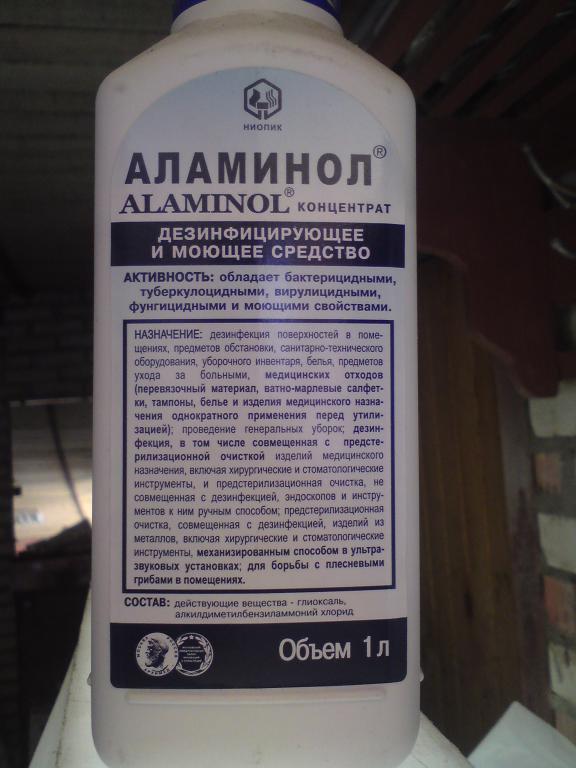 НИОПИК
АЛАМИНОЛ®
ALAMINOL® КОНЦЕНТРАТ
ДЕЗИНФИЦИРУЮЩЕЕ
И МОЮЩЕЕ СРЕДСТВО
АКТИВНОСТЬ: обладает бактерицидными,
туберкулоцидными, вирулицидными,
фунгицидными и моющими свойствами.
НАЗНАЧЕНИЕ: дезинфекция поверхностей в поме-
щениях, предметов обстановки, санитарно-технического
оборудования, уборочного инвентаря, белья, предметов
ухода за больными, медицинских отходов
(перевязочный материал, ватно-марлевые салфет-
ки, тампоны, белье и изделия медицинского назна-
чения однократного применения перед утили-
зацией); проведение генеральных уборок; дезин-
фекция, в том числе совмещенная с предсте-
рилизационной очисткой изделий медицинского
назначения, включая хирургические и стоматологические
инструменты, и предстерилизационная очистка, не
совмещенная с дезинфекцией, эндоскопов и инстру-
ментов к ним ручным способом; предстерилизационная
очистка, совмещенная с дезинфекцией, изделий из
металлов, включая хирургические и стоматологические
инструменты, механизированным способом в ультра-
звуковых установках; для борьбы с плесневыми
грибами в помещениях.
СОСТАВ: действующие вещества - глиоксаль,
алкилдиметилбензиламмоний хлорид
Объем 1 л